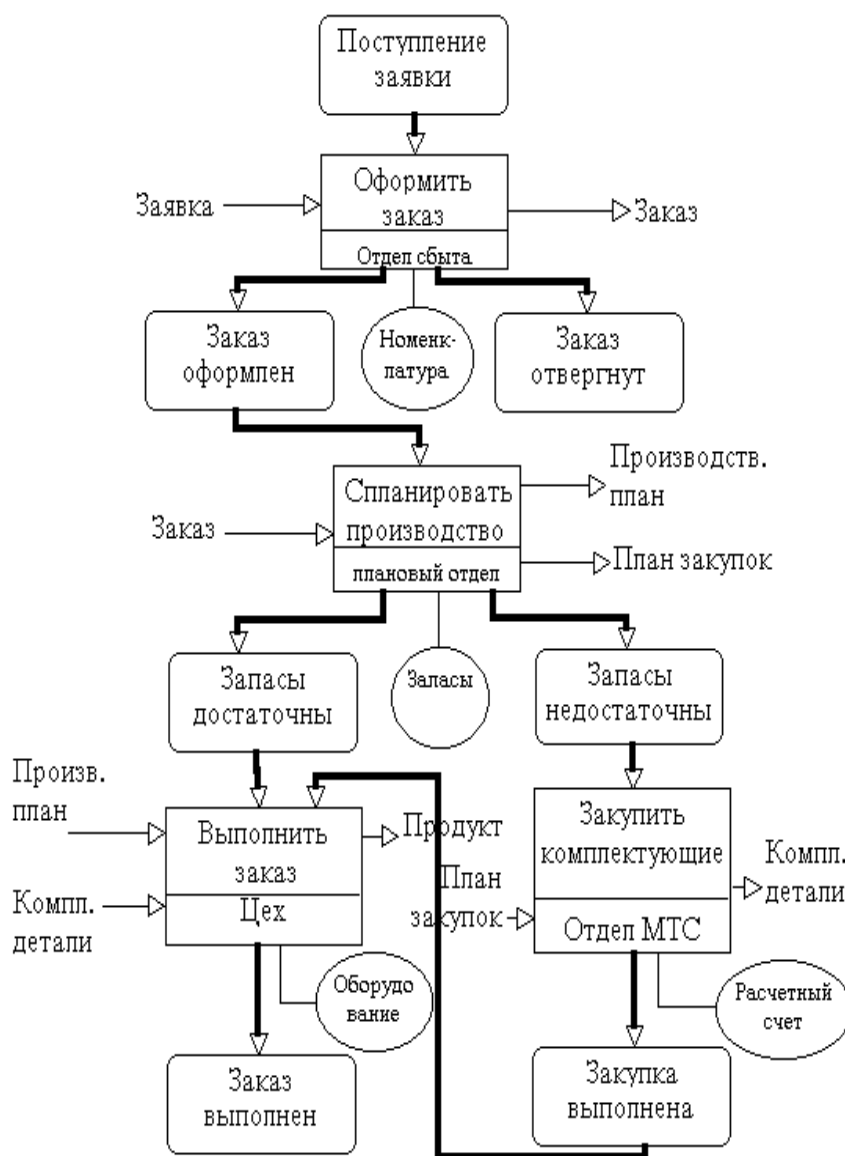 Поступление
заявки
Оформить
заказ
Отдел сбыта
Заявка
Заказ
Заказ
оформлен
Номенк-
латура
Заказ
отвергнут
Спланировать
производство
плановый отдел
Заказ
Производств.
план
План закупок
Запасы
достаточны
Запасы
Запасы
недостаточны
Произв.
план
Компл.
детали
Выполнить
заказ
Цех
Продукт
План
закупок
Закупить
комплектующие
Отдел МТС
Компл.
детали
Оборудо
вание
Расчетный
счет
Заказ
выполнен
Закупка
выполнена